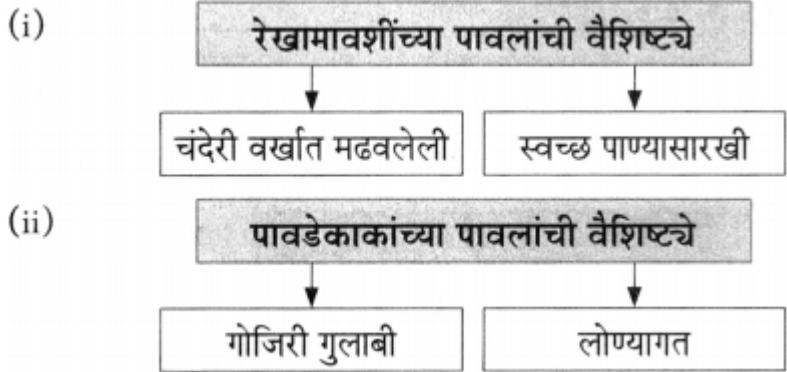 (i) रेखामावशींच्या पावलांची वैशिष्ट्ये
चंदेरी वर्खात मढवलेली स्वच्छ पाण्यासारखी
(ii) पावडेकाकांच्या पावलांची वैशिष्ट्ये
गोजिरी गुलाबी लोण्यागत